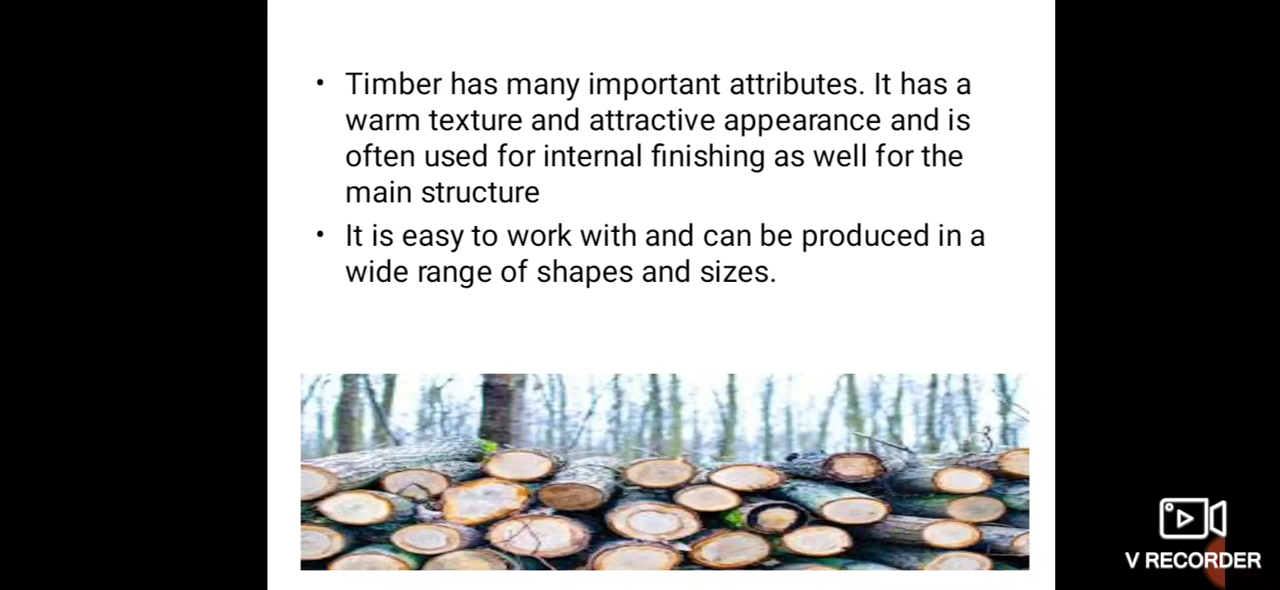 • Timber has many important attributes. It has a
warm texture and attractive appearance and is
often used for internal finishing as well for the
main structure
• It is easy to work with and can be produced in a
wide range of shapes and sizes.
V RECORDER